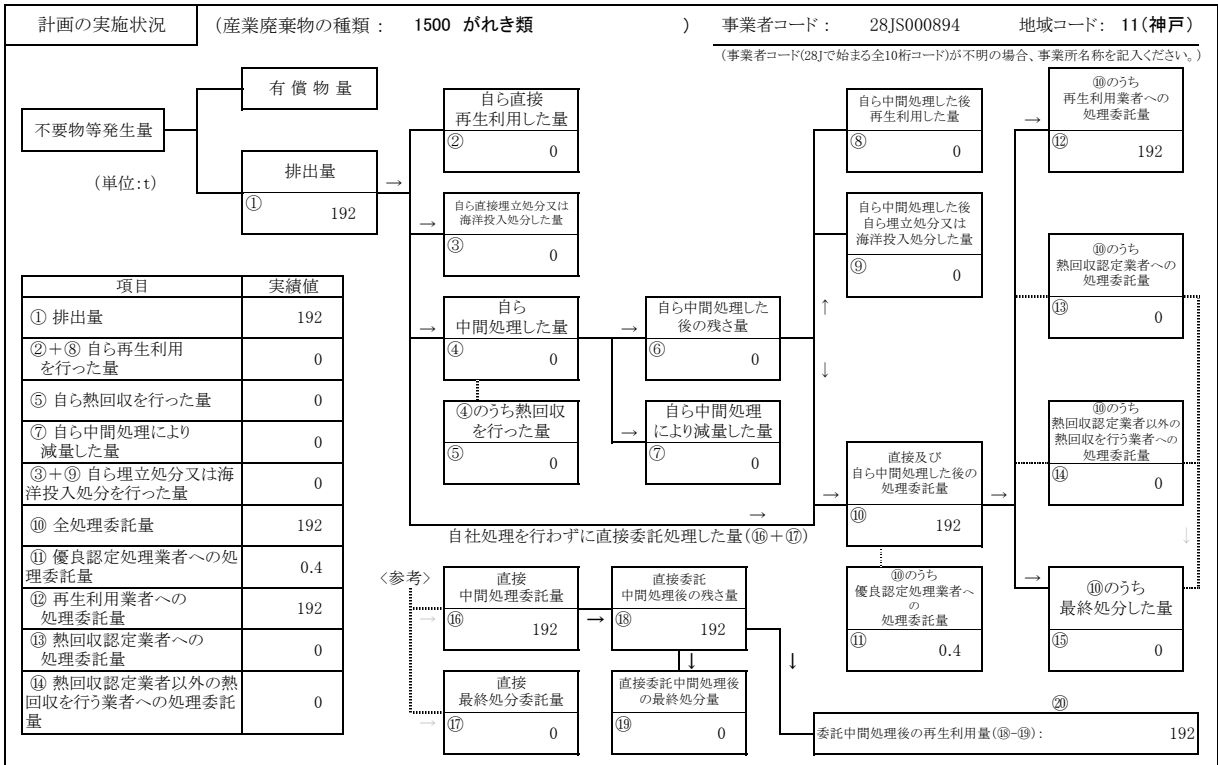 計画の実施状況
(産業廃棄物の種類： 1500 がれき類 )
事業者コード： 28JS000894
地域コード： 11(神戸)
(事業者コード(28Jで始まる全10桁コード)が不明の場合、事業所名称を記入ください。)
不要物等発生量
(単位:t)
有償物量
排出量
→
①
192
自ら直接
再生利用した量
②
0
→
自ら直接埋立処分又は
海洋投入処分した量
③
0
→
自ら
中間処理した量
④
0
④のうち熱回収
を行った量
⑤
0
→
自ら中間処理した
後の残さ量
⑥
0
→
自ら中間処理
により減量した量
⑦
0
自ら中間処理した後
再生利用した量
⑧
0
自ら中間処理した後
自ら埋立処分又は
海洋投入処分した量
⑨
0
↑
↓
→
→
自社処理を行わずに直接委託処理した量(⑯+⑰)
直接及び
自ら中間処理した後の
処理委託量
⑩
192
→
⑩のうち
優良認定処理業者へ
の
処理委託量
⑪
0.4
→
⑩のうち
再生利用業者への
処理委託量
⑫
192
⑩のうち
熱回収認定業者への
処理委託量
⑬
0
⑩のうち
熱回収認定業者以外の
熱回収を行う業者への
処理委託量
⑭
0
↓
→
⑩のうち
最終処分した量
⑮
0
項目 実績値
① 排出量 192
②+⑧ 自ら再生利用
を行った量 0
⑤ 自ら熱回収を行った量 0
⑦ 自ら中間処理により
減量した量 0
③+⑨ 自ら埋立処分又は海
洋投入処分を行った量 0
⑩ 全処理委託量 192
⑪ 優良認定処理業者への処
理委託量 0.4
⑫ 再生利用業者への
処理委託量 192
⑬ 熱回収認定業者への
処理委託量 0
⑭ 熱回収認定業者以外の熱
回収を行う業者への処理委託
量 0
〈参考〉
→
直接
中間処理委託量
⑯
192
→
直接委託
中間処理後の残さ量
⑱
192
→
直接
最終処分委託量
⑰
0
↓
直接委託中間処理後
の最終処分量
⑲
0
↓
⑳
委託中間処理後の再生利用量(⑱-⑲)： 192